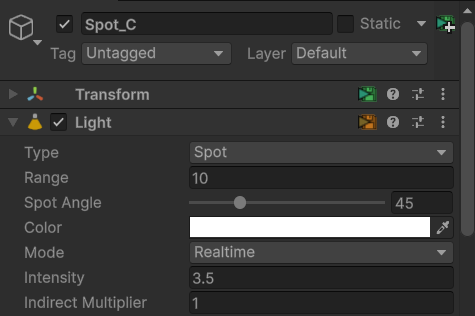 Spot_C Static
Tag Untagged Layer Default
Transform
Light
Type Spot
Range 10
Spot Angle 45
Color
Mode Realtime
Intensity 3.5
Indirect Multiplier 1